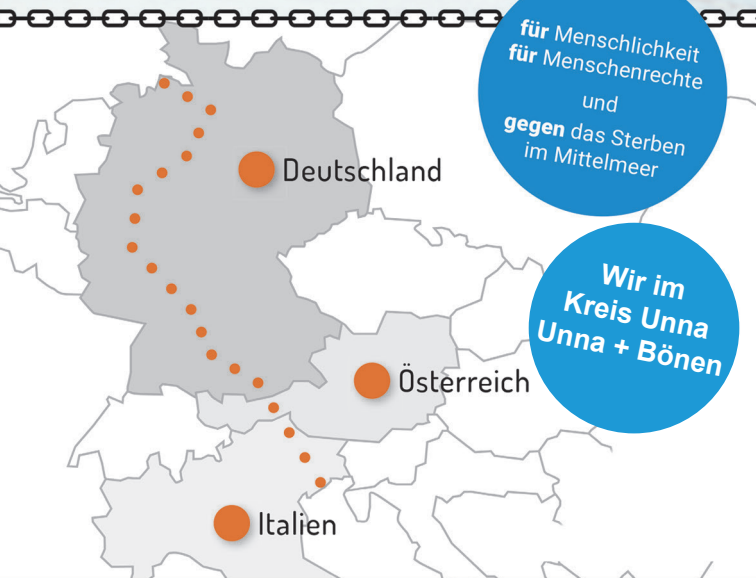 für Menschlichkeit
für Menschenrechte
und
gegen das Sterben
im Mittelmeer
Deutschland
Wir im
Kreis Unna
Unna + Bönen
Österreich
Italien